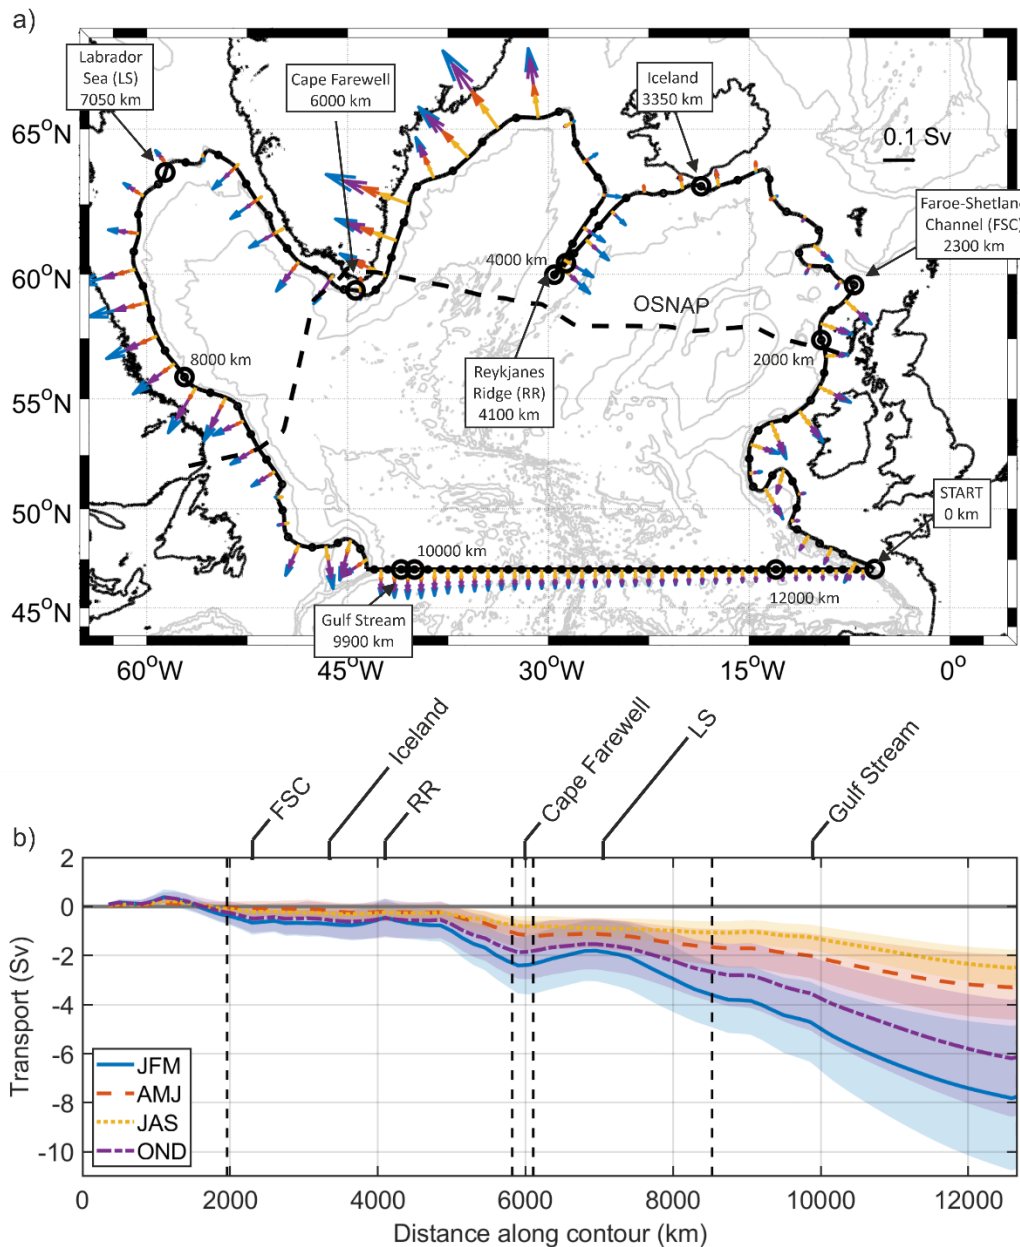 a)
Labrador
Sea (LS)
7050 km
Cape Farewell
6000 km
Iceland
3350 km
0.1 Sv
Faroe-Shetlan
Channel (FSC)
2300 km
65°N
60°N
55°N
50°N
45°N
4000 km
OSNAP
2000 km
8000 km
Reykjanes
Ridge (RR)
4100 km
START
0 km
10000 km
12000 km
Gulf Stream
9900 km
60°W
45°W
30°W
15°W
0°
b)
FSC
Iceland
RR
Cape Farewell
LS
Gulf Stream
Transport (Sv)
2
0
-2
-4
-6
-8
-10
JFM
AMJ
JAS
OND
0
2000
4000
6000
8000
10000
12000
Distance along contour (km)